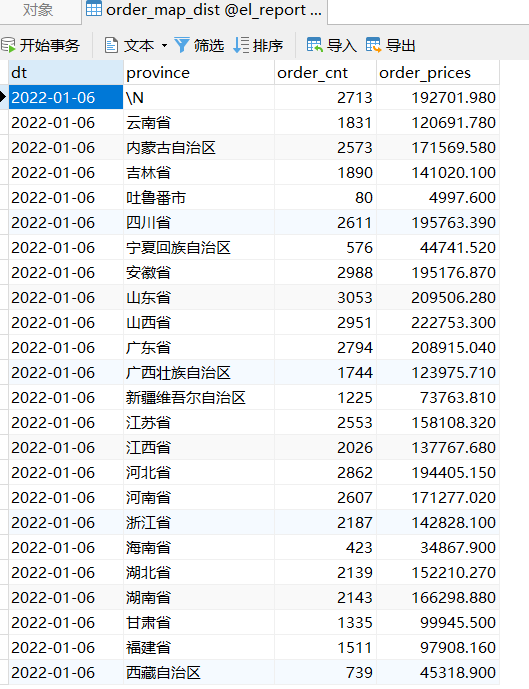 对象 order_map_dist @el_report ...
开始事务 文本 筛选 排序 导入 导出
dt province order_cnt order_prices
2022-01-06 \N 2713 192701.980
2022-01-06 云南省 1831 120691.780
2022-01-06 内蒙古自治区 2573 171569.580
2022-01-06 吉林省 1890 141020.100
2022-01-06 吐鲁番市 80 4997.600
2022-01-06 四川省 2611 195763.390
2022-01-06 宁夏回族自治区 576 44741.520
2022-01-06 安徽省 2988 195176.870
2022-01-06 山东省 3053 209506.280
2022-01-06 山西省 2951 222753.300
2022-01-06 广东省 2794 208915.040
2022-01-06 广西壮族自治区 1744 123975.710
2022-01-06 新疆维吾尔自治区 1225 73763.810
2022-01-06 江苏省 2553 158108.320
2022-01-06 江西省 2026 137767.680
2022-01-06 河北省 2862 194405.150
2022-01-06 河南省 2607 171277.020
2022-01-06 浙江省 2187 142828.100
2022-01-06 海南省 423 34867.900
2022-01-06 湖北省 2139 152210.270
2022-01-06 湖南省 2143 166298.880
2022-01-06 甘肃省 1335 99945.500
2022-01-06 福建省 1511 97908.160
2022-01-06 西藏自治区 739 45318.900